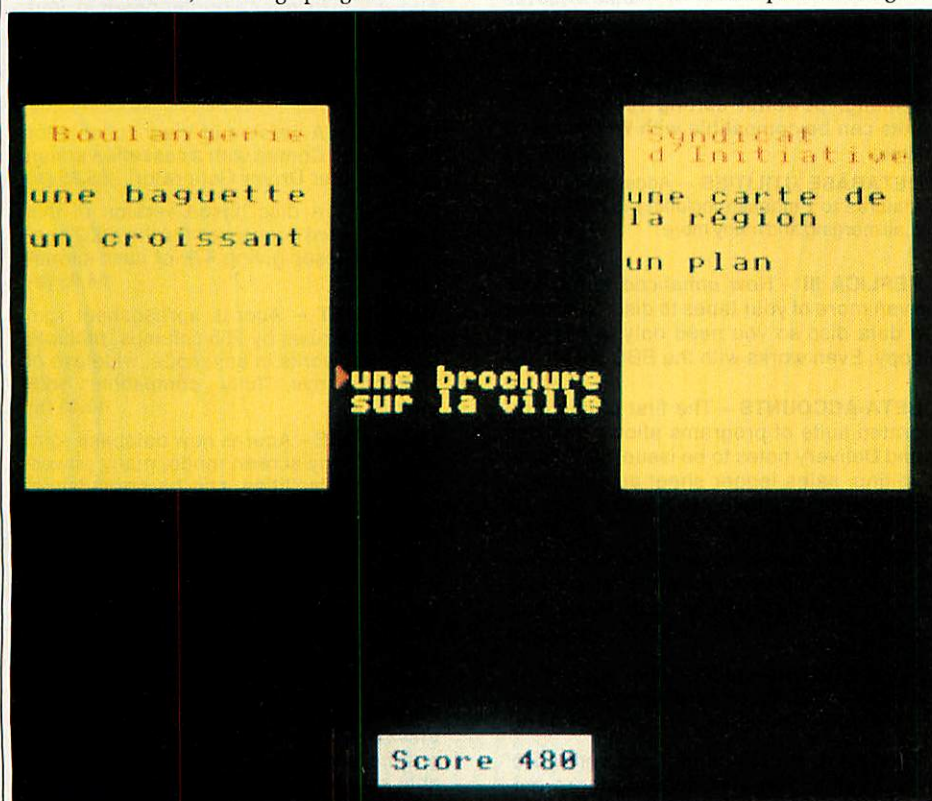 Boulangerie
une baguette
un croissant
Syndicat
d'Initiative
une carte de
la région
un plan
une brochure
sur la ville
Score 480